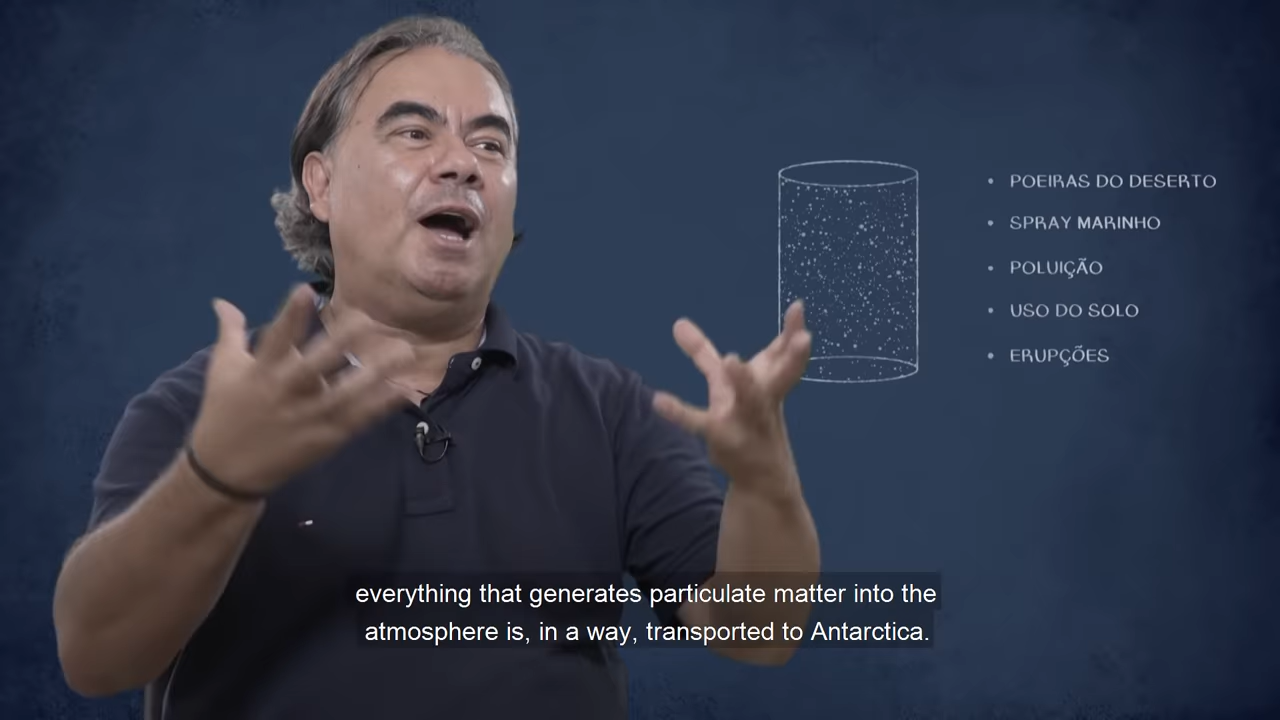 • POEIRAS DO DESERTO
• SPRAY MARINHO
• POLUIÇÃO
• USO DO SOLO
• ERUPÇÕES
everything that generates particulate matter into the
atmosphere is, in a way, transported to Antarctica.